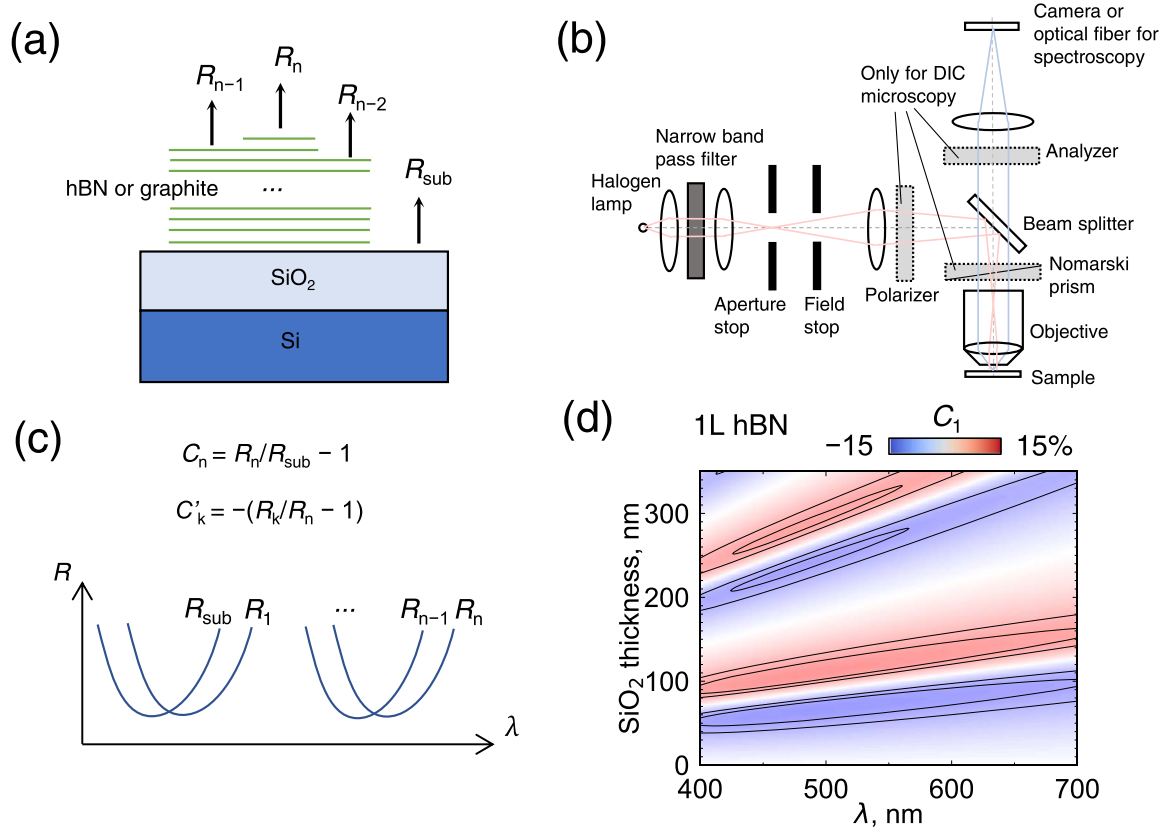 (a)
Rₙ
Rₙ₋₁
Rₙ₋₂
R_sub
hBN or graphite
...
SiO₂
Si
(b)
Camera or
optical fiber for
spectroscopy
Only for DIC
microscopy
Narrow band
pass filter
Analyzer
Halogen
lamp
Beam splitter
Nomarski
prism
Polarizer
Aperture
stop
Field
stop
Objective
Sample
(c)
Cₙ = Rₙ/R_sub − 1
C'ₖ = −(Rₖ/Rₙ − 1)
R
R_sub R₁ ... Rₙ₋₁ Rₙ
λ
(d)
1L hBN
C₁
−15 15%
SiO₂ thickness, nm
300
200
100
0
400 500 600 700
λ, nm